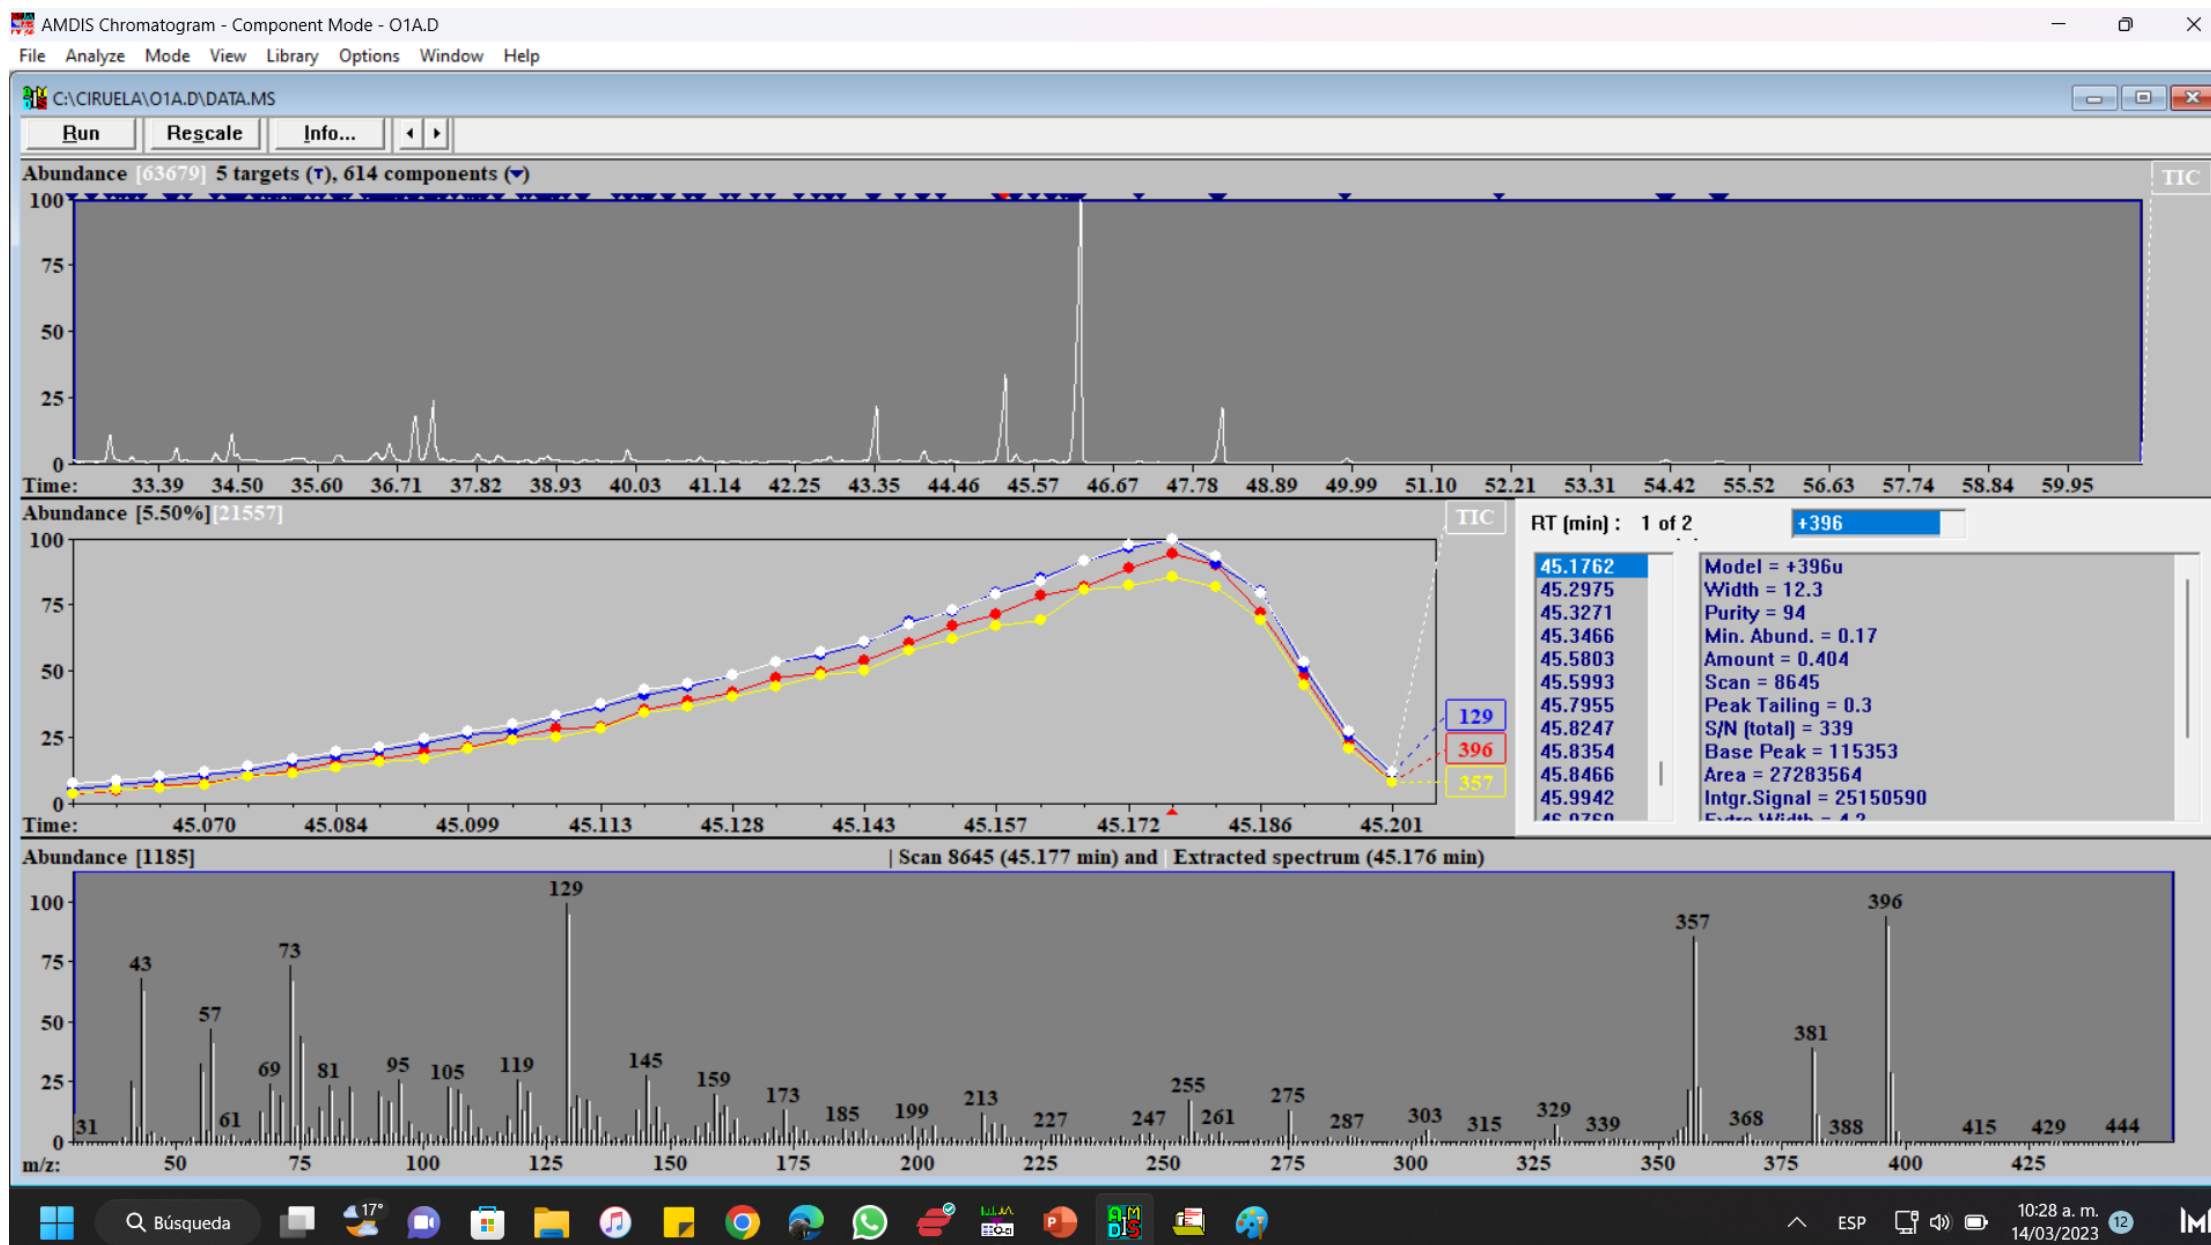 AMDIS Chromatogram - Component Mode - O1A.D
File Analyze Mode View Library Options Window Help
C:\CIRUELA\O1A.D\DATA.MS
Run Rescale Info...
Abundance [63679] 5 targets (T), 614 components (▼)
TIC
100
75
50
25
0
Time: 33.39 34.50 35.60 36.71 37.82 38.93 40.03 41.14 42.25 43.35 44.46 45.57 46.67 47.78 48.89 49.99 51.10 52.21 53.31 54.42 55.52 56.63 57.74 58.84 59.95
Abundance [5.50%][21557]
TIC
100
75
50
25
0
129
396
357
Time: 45.070 45.084 45.099 45.113 45.128 45.143 45.157 45.172 45.186 45.201
RT (min) : 1 of 2 +396
45.1762
45.2975
45.3271
45.3466
45.5803
45.5993
45.7955
45.8247
45.8354
45.8466
45.9942
Model = +396u
Width = 12.3
Purity = 94
Min. Abund. = 0.17
Amount = 0.404
Scan = 8645
Peak Tailing = 0.3
S/N (total) = 339
Base Peak = 115353
Area = 27283564
Intgr.Signal = 25150590
Abundance [1185] | Scan 8645 (45.177 min) and | Extracted spectrum (45.176 min)
100
75
50
25
0
31 43 57 61 69 73 81 95 105 119 129 145 159 173 185 199 213 227 247 255 261 275 287 303 315 329 339 357 368 381 388 396 415 429 444
m/z: 50 75 100 125 150 175 200 225 250 275 300 325 350 375 400 425
Búsqueda
17°
ESP
10:28 a. m.
14/03/2023
12